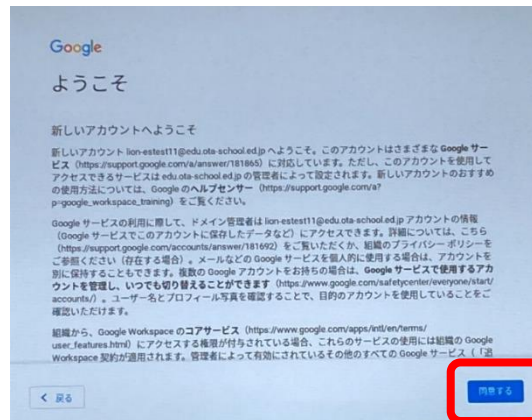 Google
ようこそ
新しいアカウントへようこそ
新しいアカウント lion-estest11@edu.ota-school.ed.jp へようこそ。このアカウントはさまざまな Google サー
ビス（https://support.google.com/a/answer/181865）に対応しています。ただし、このアカウントを使用して
アクセスできるサービスは edu.ota-school.ed.jp の管理者によって設定されます。新しいアカウントのおすすめ
の使用方法については、Google のヘルプセンター（https://support.google.com/a?
p=google_workspace_training）をご覧ください。
Google サービスの利用に際して、ドメイン管理者は lion-estest11@edu.ota-school.ed.jp アカウントの情報
（Google サービスでこのアカウントに保存したデータなど）にアクセスできます。詳細については、こちら
（https://support.google.com/accounts/answer/181692）をご覧いただくか、組織のプライバシー ポリシーを
ご参照ください（存在する場合）。メールなどの Google サービスを個人的に使用する場合は、アカウントを
別に保持することもできます。複数の Google アカウントをお持ちの場合は、Google サービスで使用するアカ
ウントを管理し、いつでも切り替えることができます（https://www.google.com/safetycenter/everyone/start/
accounts/）。ユーザー名とプロフィール写真を確認することで、目的のアカウントを使用していることをご
確認いただけます。
組織から、Google Workspace のコアサービス（https://www.google.com/apps/intl/en/terms/
user_features.html）にアクセスする権限が付与されている場合、これらのサービスの使用には組織の Google
Workspace 契約が適用されます。管理者によって有効にされているその他のすべての Google サービス（「追
戻る
同意する